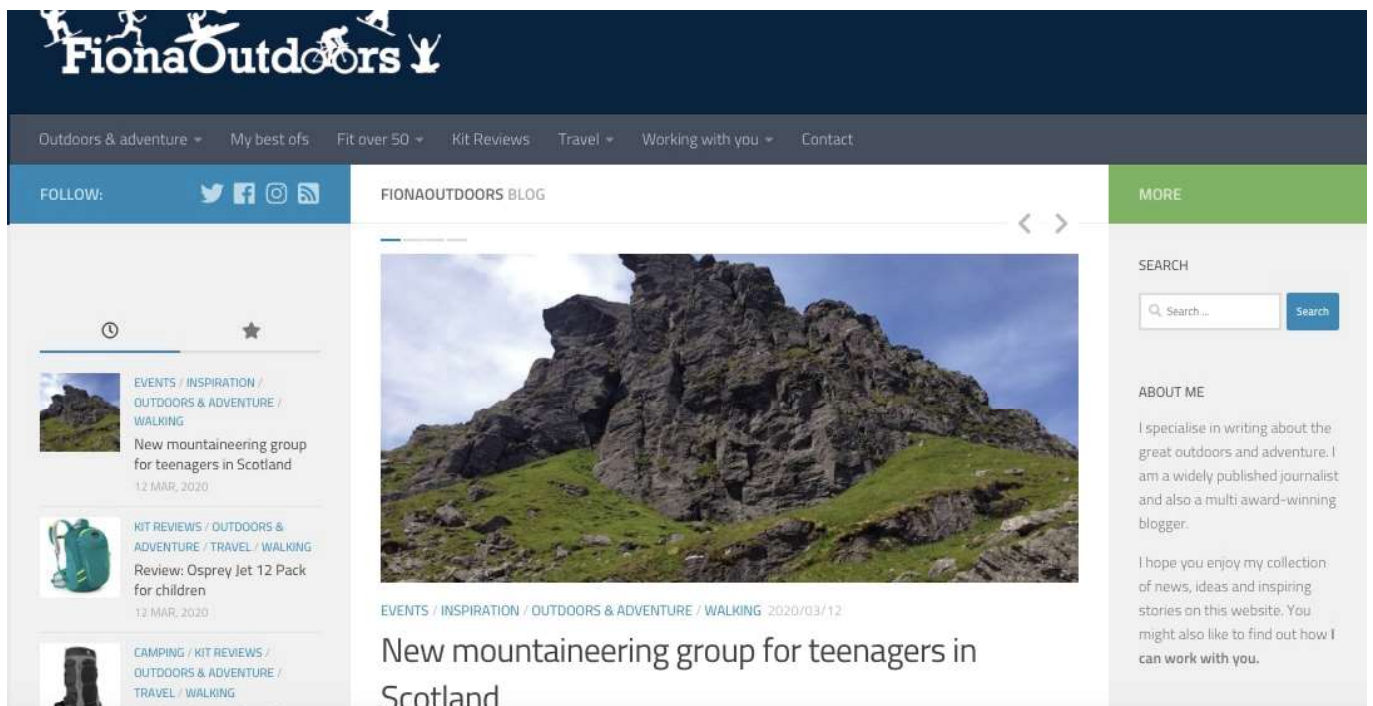 FionaOutdoors
Outdoors & adventure My best ofs Fit over 50 Kit Reviews Travel Working with you Contact
FOLLOW:
EVENTS / INSPIRATION /
OUTDOORS & ADVENTURE /
WALKING
New mountaineering group
for teenagers in Scotland
12 MAR, 2020
KIT REVIEWS / OUTDOORS &
ADVENTURE / TRAVEL / WALKING
Review: Osprey Jet 12 Pack
for children
12 MAR, 2020
CAMPING / KIT REVIEWS /
OUTDOORS & ADVENTURE /
TRAVEL / WALKING
FIONAOUTDOORS BLOG
EVENTS / INSPIRATION / OUTDOORS & ADVENTURE / WALKING 2020/03/12
New mountaineering group for teenagers in
Scotland
MORE
SEARCH
Search ... Search
ABOUT ME
I specialise in writing about the
great outdoors and adventure. I
am a widely published journalist
and also a multi award-winning
blogger.
I hope you enjoy my collection
of news, ideas and inspiring
stories on this website. You
might also like to find out how I
can work with you.